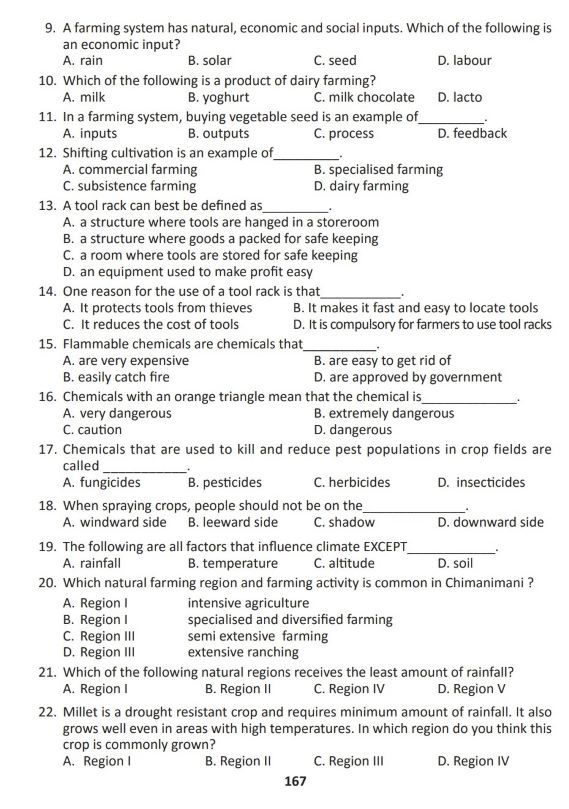 9. A farming system has natural, economic and social inputs. Which of the following is
an economic input?
A. rain B. solar C. seed D. labour
10. Which of the following is a product of dairy farming?
A. milk B. yoghurt C. milk chocolate D. lacto
11. In a farming system, buying vegetable seed is an example of_________.
A. inputs B. outputs C. process D. feedback
12. Shifting cultivation is an example of_________.
A. commercial farming B. specialised farming
C. subsistence farming D. dairy farming
13. A tool rack can best be defined as_________.
A. a structure where tools are hanged in a storeroom
B. a structure where goods a packed for safe keeping
C. a room where tools are stored for safe keeping
D. an equipment used to make profit easy
14. One reason for the use of a tool rack is that___________.
A. It protects tools from thieves B. It makes it fast and easy to locate tools
C. It reduces the cost of tools D. It is compulsory for farmers to use tool racks
15. Flammable chemicals are chemicals that__________.
A. are very expensive B. are easy to get rid of
B. easily catch fire D. are approved by government
16. Chemicals with an orange triangle mean that the chemical is_____________.
A. very dangerous B. extremely dangerous
C. caution D. dangerous
17. Chemicals that are used to kill and reduce pest populations in crop fields are
called ___________.
A. fungicides B. pesticides C. herbicides D. insecticides
18. When spraying crops, people should not be on the______________.
A. windward side B. leeward side C. shadow D. downward side
19. The following are all factors that influence climate EXCEPT____________.
A. rainfall B. temperature C. altitude D. soil
20. Which natural farming region and farming activity is common in Chimanimani ?
A. Region I intensive agriculture
B. Region I specialised and diversified farming
C. Region III semi extensive farming
D. Region III extensive ranching
21. Which of the following natural regions receives the least amount of rainfall?
A. Region I B. Region II C. Region IV D. Region V
22. Millet is a drought resistant crop and requires minimum amount of rainfall. It also
grows well even in areas with high temperatures. In which region do you think this
crop is commonly grown?
A. Region I B. Region II C. Region III D. Region IV
167